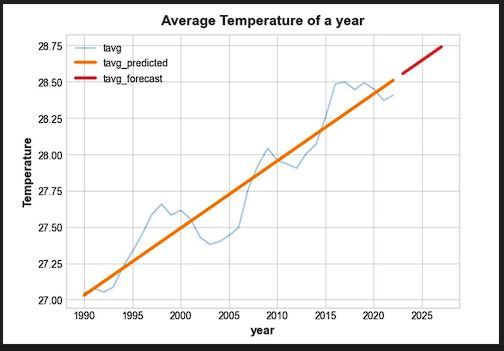 Average Temperature of a year
28.75
28.50
28.25
28.00
27.75
27.50
27.25
27.00
Temperature
tavg
tavg_predicted
tavg_forecast
1990 1995 2000 2005 2010 2015 2020 2025
year